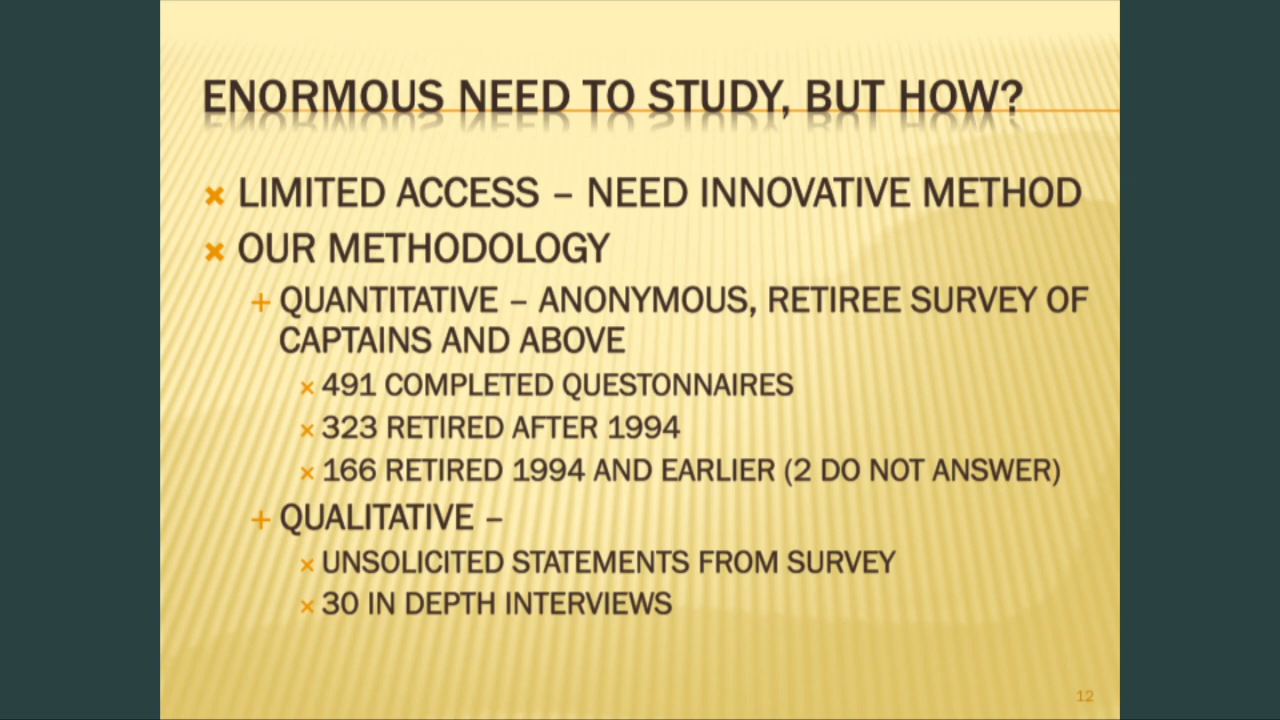 ENORMOUS NEED TO STUDY, BUT HOW?
LIMITED ACCESS – NEED INNOVATIVE METHOD
OUR METHODOLOGY
QUANTITATIVE – ANONYMOUS, RETIREE SURVEY OF
CAPTAINS AND ABOVE
491 COMPLETED QUESTONNAIRES
323 RETIRED AFTER 1994
166 RETIRED 1994 AND EARLIER (2 DO NOT ANSWER)
QUALITATIVE –
UNSOLICITED STATEMENTS FROM SURVEY
30 IN DEPTH INTERVIEWS
12